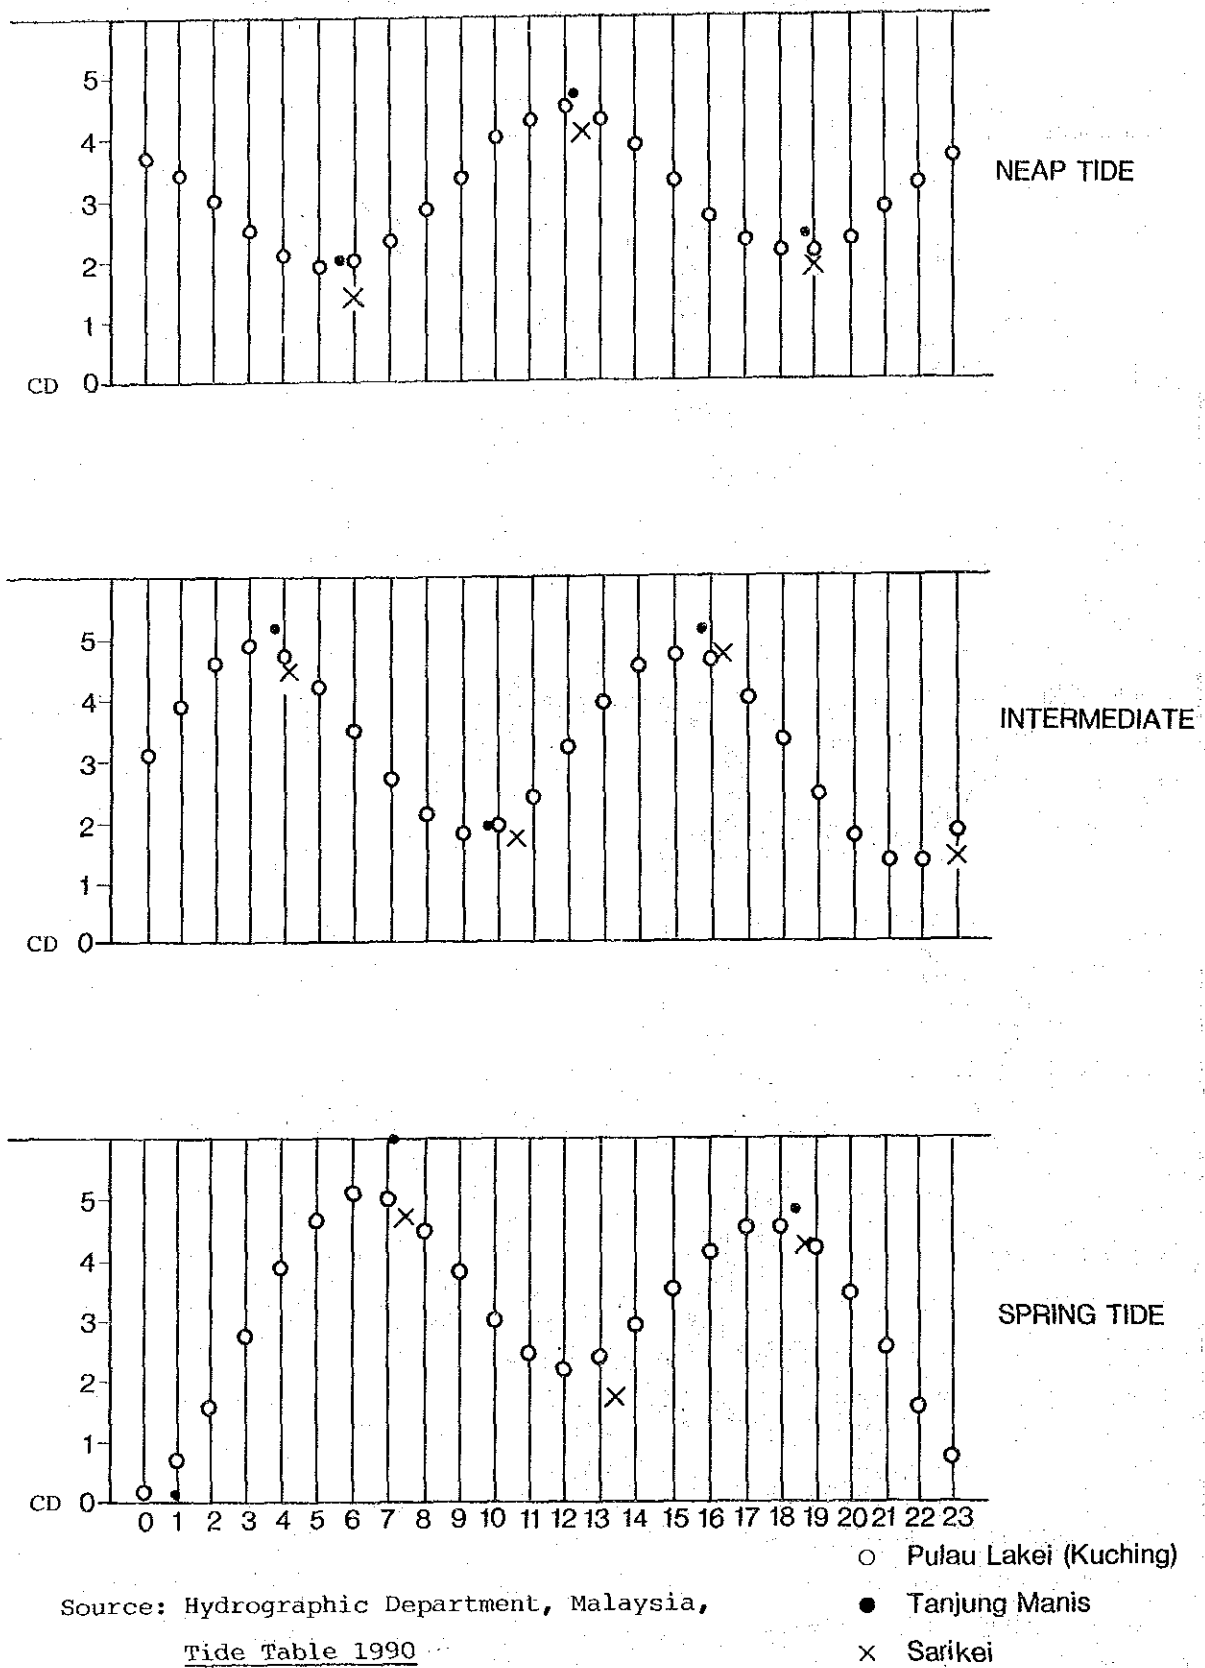 5
4
NEAP TIDE
3
2
1
CD 0
5
4
INTERMEDIATE
3
2
1
CD 0
5
4
3
SPRING TIDE
2
1
CD 0
0 1 2 3 4 5 6 7 8 9 10 11 12 13 14 15 16 17 18 19 20 21 22 23
○ Pulau Lakei (Kuching)
● Tanjung Manis
× Sarikei
Source: Hydrographic Department, Malaysia,
Tide Table 1990